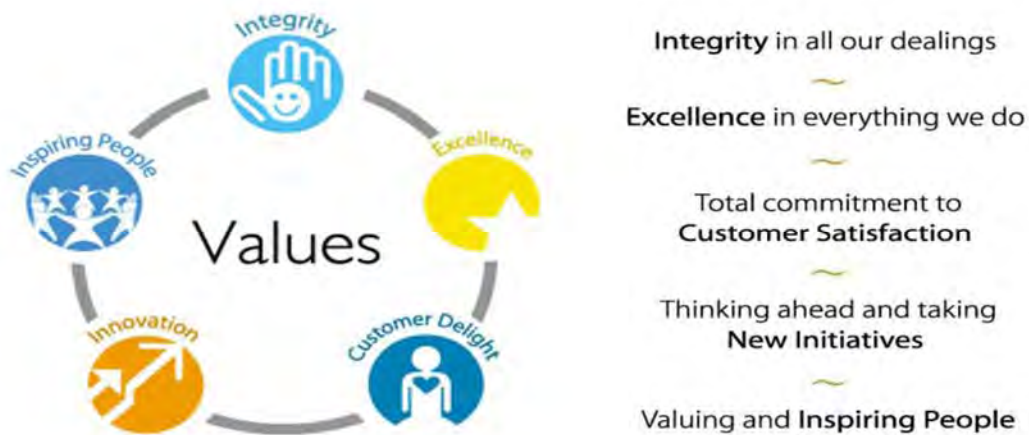 Integrity
Excellence
Customer Delight
Innovation
Inspiring People
Values
Integrity in all our dealings
~
Excellence in everything we do
~
Total commitment to
Customer Satisfaction
~
Thinking ahead and taking
New Initiatives
~
Valuing and Inspiring People